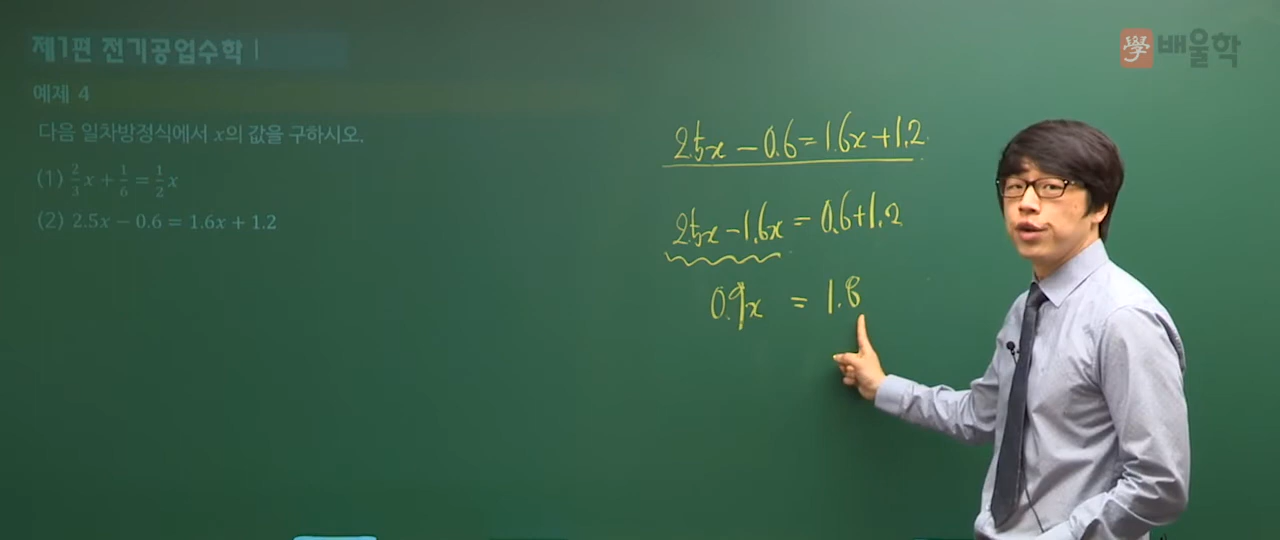 제1편 전기공업수학 I
學 배울학
예제 4
다음 일차방정식에서 x의 값을 구하시오.
(1) 2/3 x + 1/6 = 1/2 x
(2) 2.5x − 0.6 = 1.6x + 1.2
2.5x − 0.6 = 1.6x + 1.2
2.5x − 1.6x = 0.6 + 1.2
0.9x = 1.8